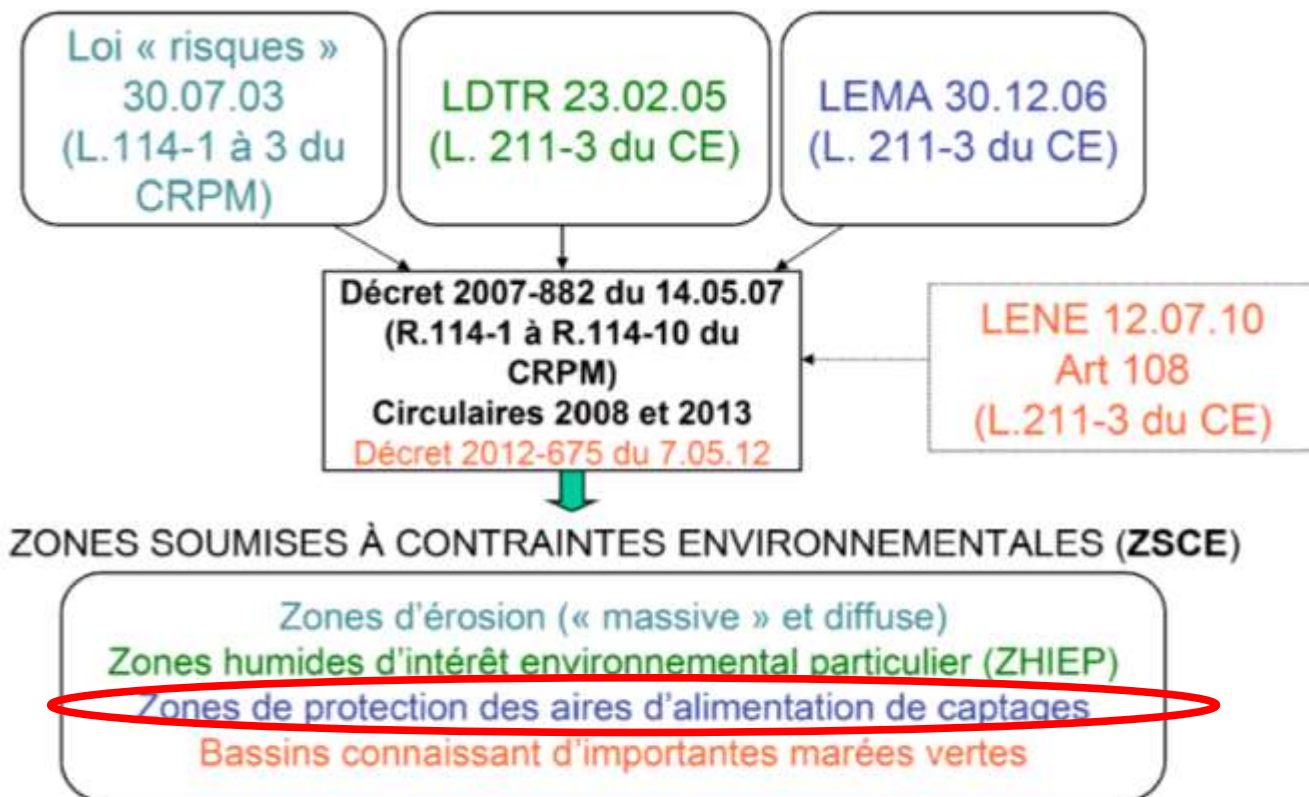 Loi « risques »
30.07.03
(L.114-1 à 3 du
CRPM)
LDTR 23.02.05
(L. 211-3 du CE)
LEMA 30.12.06
(L. 211-3 du CE)
Décret 2007-882 du 14.05.07
(R.114-1 à R.114-10 du
CRPM)
Circulaires 2008 et 2013
Décret 2012-675 du 7.05.12
LENE 12.07.10
Art 108
(L.211-3 du CE)
ZONES SOUMISES À CONTRAINTES ENVIRONNEMENTALES (ZSCE)
Zones d'érosion (« massive » et diffuse)
Zones humides d'intérêt environnemental particulier (ZHIEP)
Zones de protection des aires d'alimentation de captages
Bassins connaissant d'importantes marées vertes